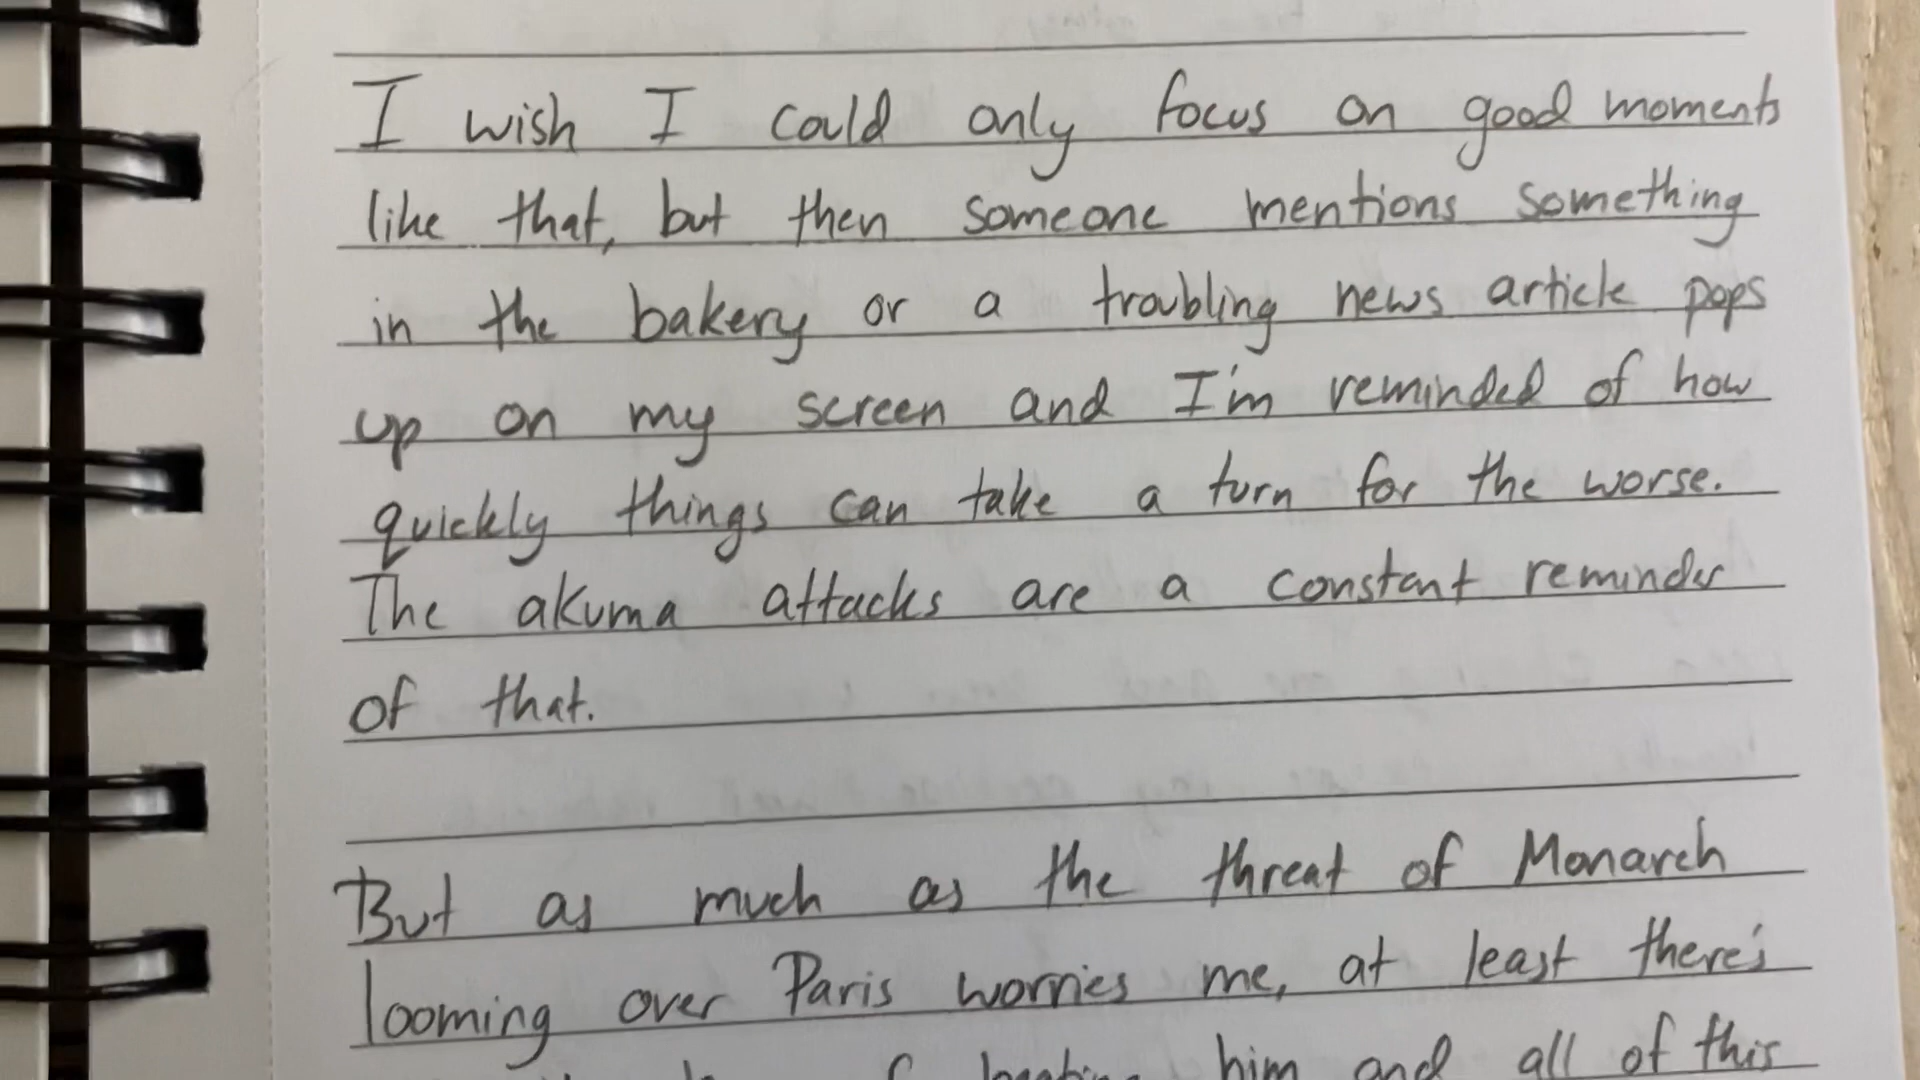 I wish I could only focus on good moments
like that, but then someone mentions something
in the bakery or a troubling news article pops
up on my screen and I'm reminded of how
quickly things can take a turn for the worse.
The akuma attacks are a constant reminder
of that.
But as much as the threat of Monarch
looming over Paris worries me, at least there's
of beating him and all of this